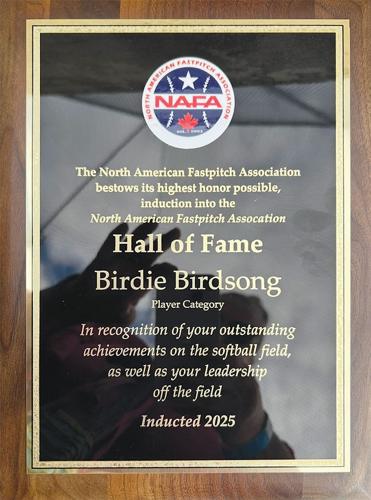 NORTH AMERICAN FASTPITCH ASSOCIATION
NAFA
The North American Fastpitch Association
bestows its highest honor possible,
induction into the
North American Fastpitch Assocation
Hall of Fame
Birdie Birdsong
Player Category
In recognition of your outstanding
achievements on the softball field,
as well as your leadership
off the field
Inducted 2025